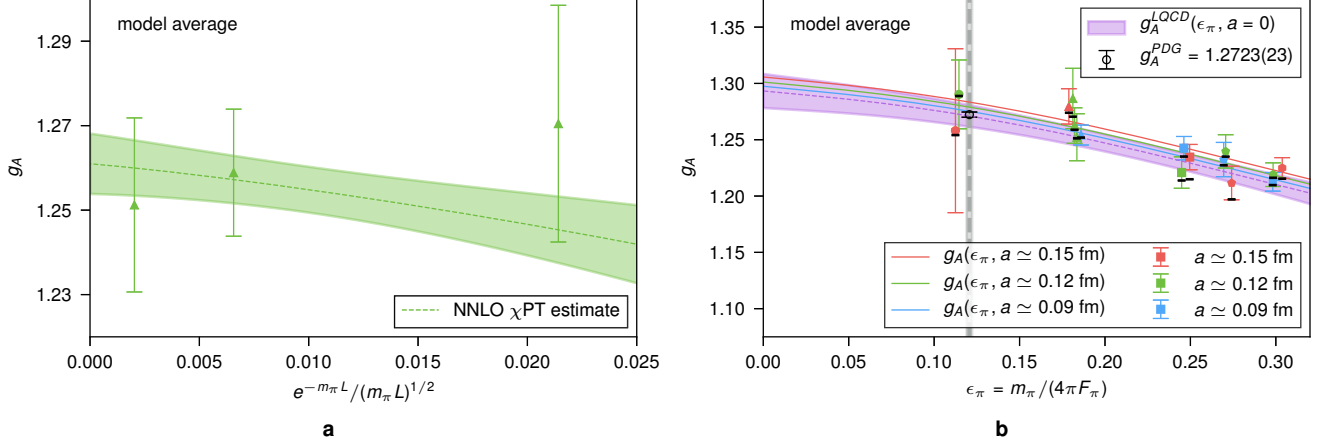 model average
1.29
1.27
1.25
1.23
g_A
NNLO χPT estimate
0.000 0.005 0.010 0.015 0.020 0.025
e^{−m_π L}/(m_π L)^{1/2}
a
model average
g_A^{LQCD}(ϵ_π, a = 0)
g_A^{PDG} = 1.2723(23)
1.35
1.30
1.25
1.20
1.15
1.10
g_A
g_A(ϵ_π, a ≃ 0.15 fm) a ≃ 0.15 fm
g_A(ϵ_π, a ≃ 0.12 fm) a ≃ 0.12 fm
g_A(ϵ_π, a ≃ 0.09 fm) a ≃ 0.09 fm
0.00 0.05 0.10 0.15 0.20 0.25 0.30
ϵ_π = m_π/(4πF_π)
b